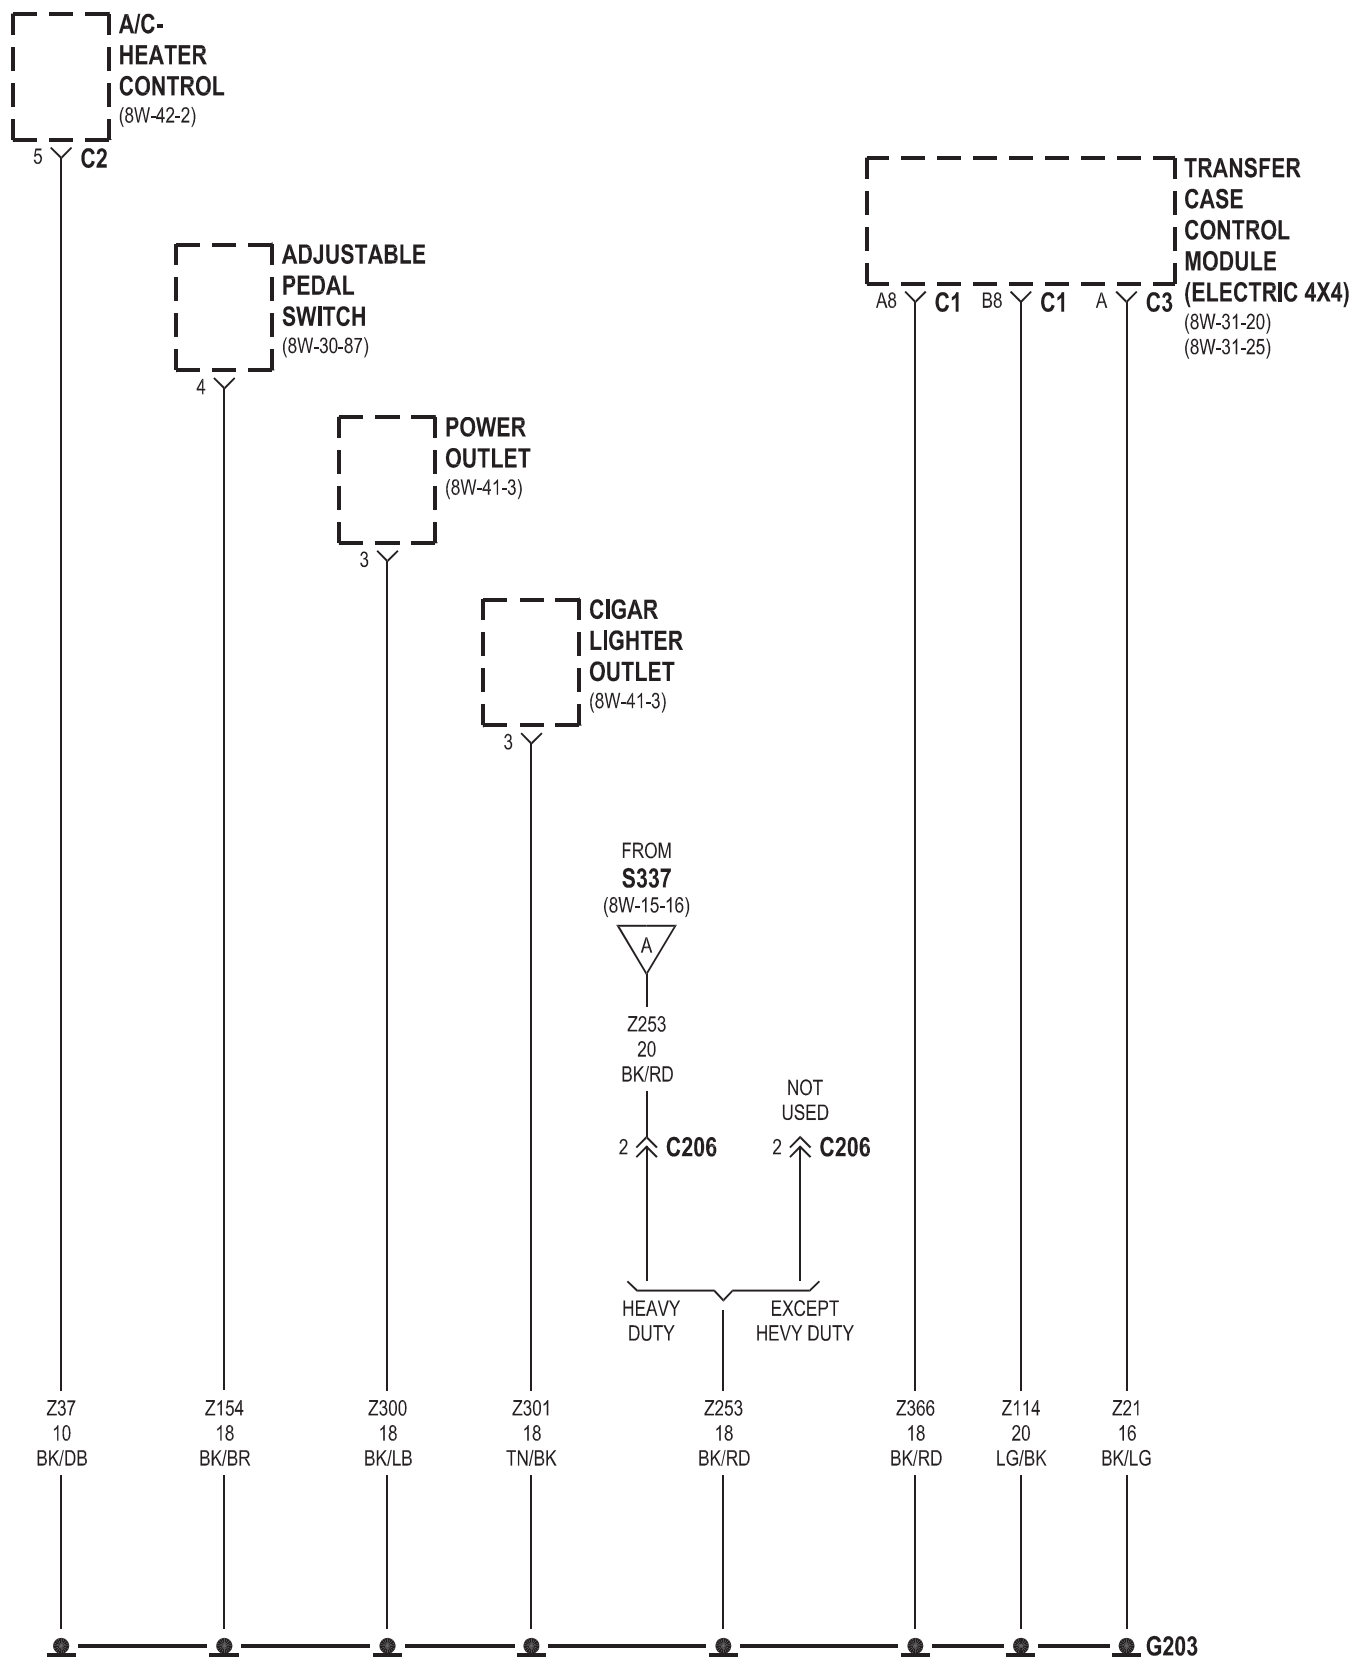 A/C-
HEATER
CONTROL
(8W-42-2)
5
C2
ADJUSTABLE
PEDAL
SWITCH
(8W-30-87)
4
POWER
OUTLET
(8W-41-3)
3
CIGAR
LIGHTER
OUTLET
(8W-41-3)
3
TRANSFER
CASE
CONTROL
MODULE
(ELECTRIC 4X4)
(8W-31-20)
(8W-31-25)
A8 C1 B8 C1 A C3
FROM
S337
(8W-15-16)
A
Z253
20
BK/RD
2 C206
NOT
USED
2 C206
HEAVY
DUTY
EXCEPT
HEVY DUTY
Z37
10
BK/DB
Z154
18
BK/BR
Z300
18
BK/LB
Z301
18
TN/BK
Z253
18
BK/RD
Z366
18
BK/RD
Z114
20
LG/BK
Z21
16
BK/LG
G203